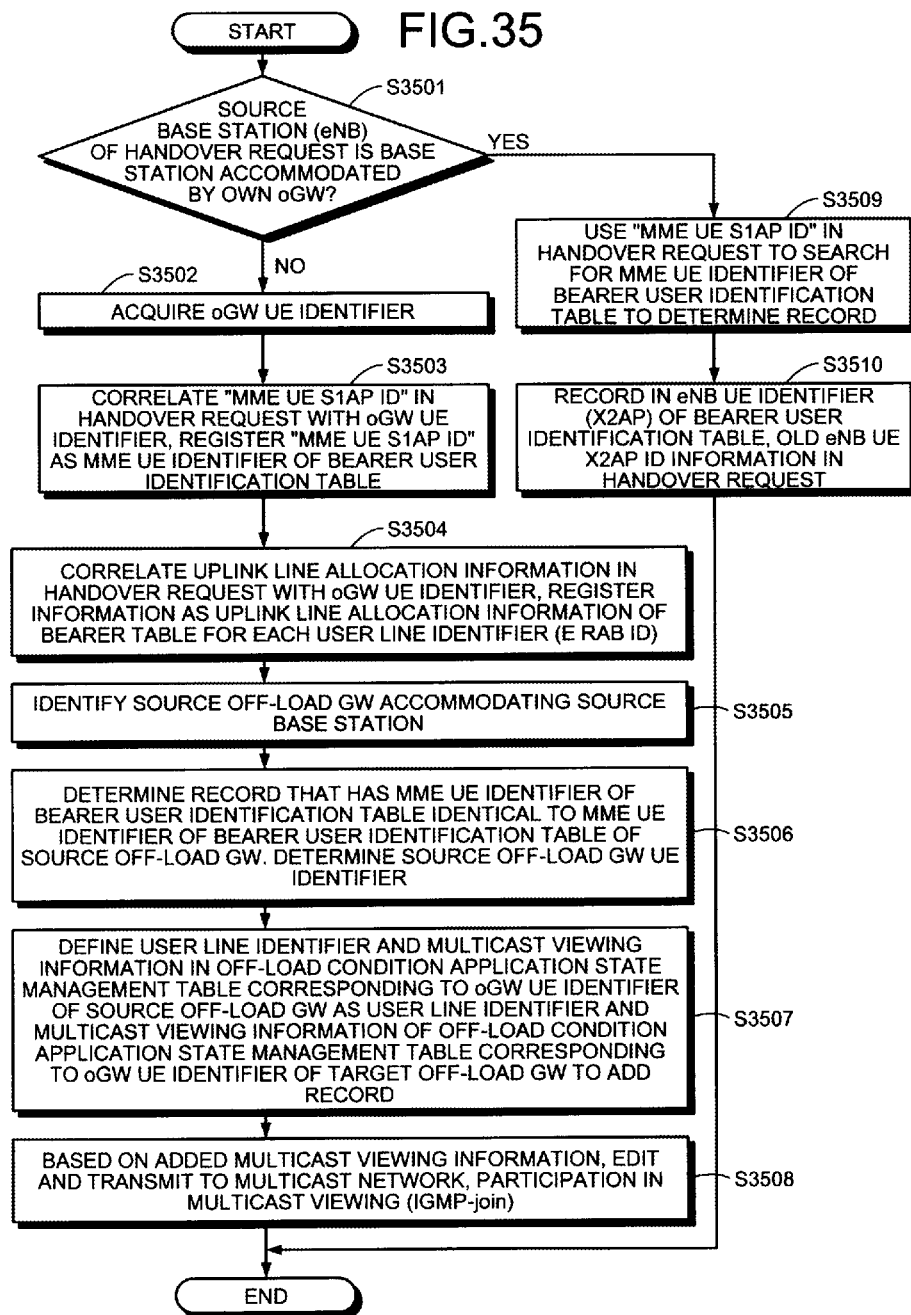 FIG.35
START
S3501
SOURCE
BASE STATION (eNB)
OF HANDOVER REQUEST IS BASE
STATION ACCOMMODATED
BY OWN oGW?
YES
NO
S3502
ACQUIRE oGW UE IDENTIFIER
S3503
CORRELATE "MME UE S1AP ID" IN
HANDOVER REQUEST WITH oGW UE
IDENTIFIER, REGISTER "MME UE S1AP ID"
AS MME UE IDENTIFIER OF BEARER USER
IDENTIFICATION TABLE
S3509
USE "MME UE S1AP ID" IN
HANDOVER REQUEST TO SEARCH
FOR MME UE IDENTIFIER OF
BEARER USER IDENTIFICATION
TABLE TO DETERMINE RECORD
S3510
RECORD IN eNB UE IDENTIFIER
(X2AP) OF BEARER USER
IDENTIFICATION TABLE, OLD eNB UE
X2AP ID INFORMATION IN
HANDOVER REQUEST
S3504
CORRELATE UPLINK LINE ALLOCATION INFORMATION IN
HANDOVER REQUEST WITH oGW UE IDENTIFIER, REGISTER
INFORMATION AS UPLINK LINE ALLOCATION INFORMATION OF
BEARER TABLE FOR EACH USER LINE IDENTIFIER (E RAB ID)
IDENTIFY SOURCE OFF-LOAD GW ACCOMMODATING SOURCE
BASE STATION
S3505
DETERMINE RECORD THAT HAS MME UE IDENTIFIER OF
BEARER USER IDENTIFICATION TABLE IDENTICAL TO MME UE
IDENTIFIER OF BEARER USER IDENTIFICATION TABLE OF
SOURCE OFF-LOAD GW. DETERMINE SOURCE OFF-LOAD GW UE
IDENTIFIER
S3506
DEFINE USER LINE IDENTIFIER AND MULTICAST VIEWING
INFORMATION IN OFF-LOAD CONDITION APPLICATION STATE
MANAGEMENT TABLE CORRESPONDING TO oGW UE IDENTIFIER
OF SOURCE OFF-LOAD GW AS USER LINE IDENTIFIER AND
MULTICAST VIEWING INFORMATION OF OFF-LOAD CONDITION
APPLICATION STATE MANAGEMENT TABLE CORRESPONDING
TO oGW UE IDENTIFIER OF TARGET OFF-LOAD GW TO ADD
RECORD
S3507
BASED ON ADDED MULTICAST VIEWING INFORMATION, EDIT
AND TRANSMIT TO MULTICAST NETWORK, PARTICIPATION IN
MULTICAST VIEWING (IGMP-join)
S3508
END